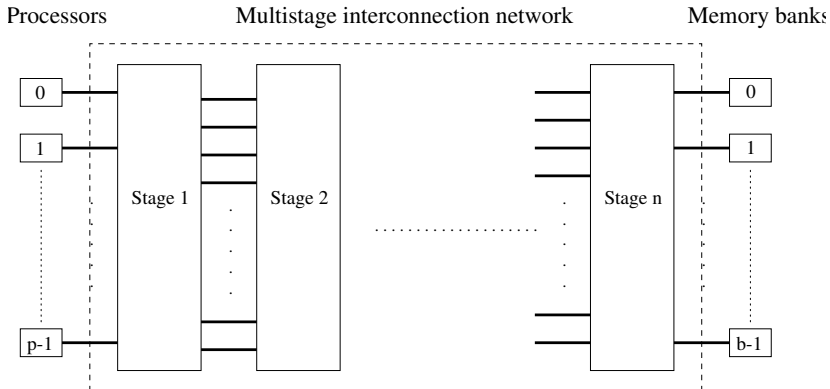 Processors Multistage interconnection network Memory banks
0 0
1 1
Stage 1 Stage 2 Stage n
p-1 b-1